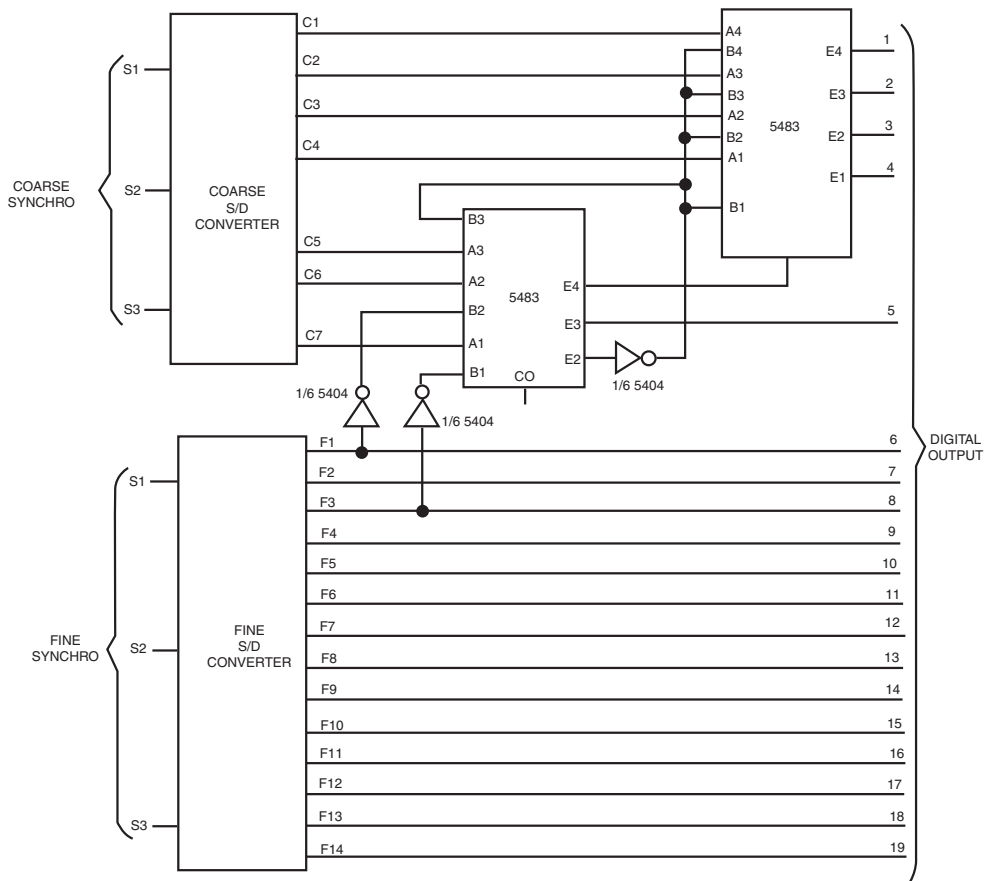 COARSE
SYNCHRO
S1
S2
S3
COARSE
S/D
CONVERTER
C1
C2
C3
C4
C5
C6
C7
A4
B4
A3
B3
A2
B2
A1
B1
5483
E4
E3
E2
E1
1
2
3
4
B3
A3
A2
B2
A1
B1
5483
E4
E3
E2
CO
5
1/6 5404
1/6 5404
1/6 5404
FINE
SYNCHRO
S1
S2
S3
FINE
S/D
CONVERTER
F1
F2
F3
F4
F5
F6
F7
F8
F9
F10
F11
F12
F13
F14
6
7
8
9
10
11
12
13
14
15
16
17
18
19
DIGITAL
OUTPUT